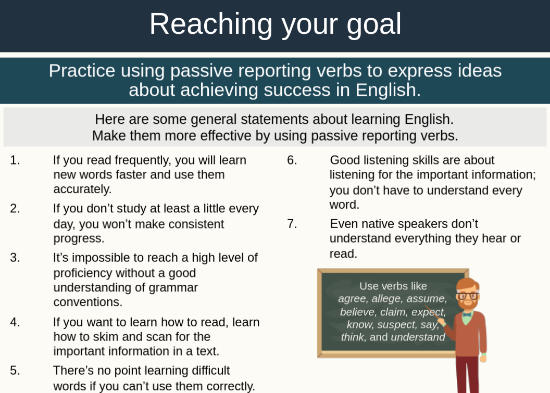 Reaching your goal
Practice using passive reporting verbs to express ideas
about achieving success in English.
Here are some general statements about learning English.
Make them more effective by using passive reporting verbs.
1. If you read frequently, you will learn
new words faster and use them
accurately.
2. If you don’t study at least a little every
day, you won’t make consistent
progress.
3. It’s impossible to reach a high level of
proficiency without a good
understanding of grammar
conventions.
4. If you want to learn how to read, learn
how to skim and scan for the
important information in a text.
5. There’s no point learning difficult
words if you can’t use them correctly.
6. Good listening skills are about
listening for the important information;
you don’t have to understand every
word.
7. Even native speakers don’t
understand everything they hear or
read.
Use verbs like
agree, allege, assume,
believe, claim, expect,
know, suspect, say,
think, and understand